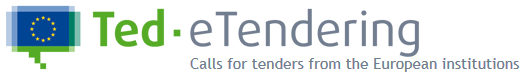 Ted·eTendering
Calls for tenders from the European institutions